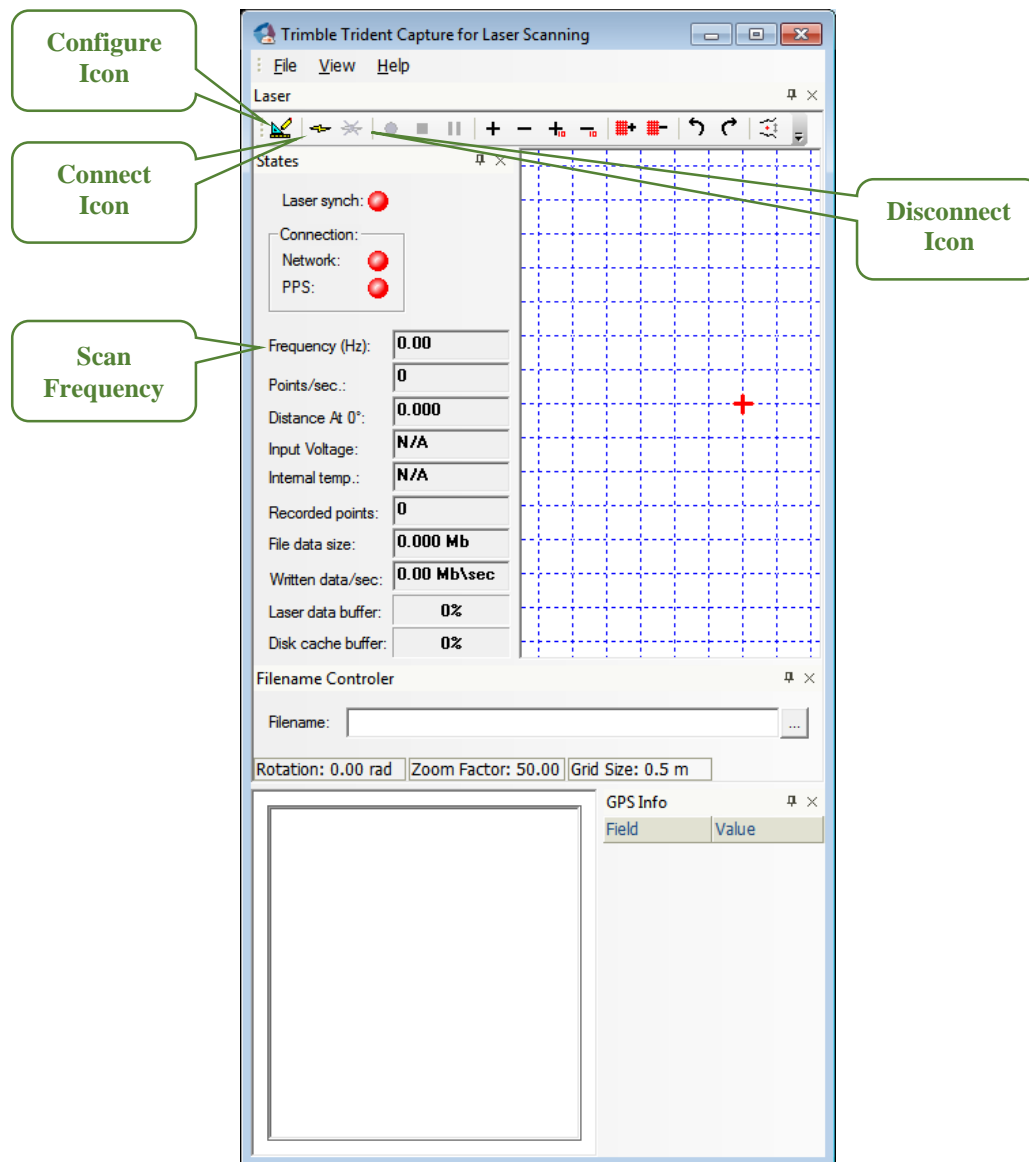 Configure
Icon
Connect
Icon
Scan
Frequency
Disconnect
Icon
Trimble Trident Capture for Laser Scanning
File View Help
Laser
10 10
States
Laser synch:
Connection:
Network:
PPS:
Frequency (Hz): 0.00
Points/sec.: 0
Distance At 0°: 0.000
Input Voltage: N/A
Internal temp.: N/A
Recorded points: 0
File data size: 0.000 Mb
Written data/sec: 0.00 Mb\sec
Laser data buffer: 0%
Disk cache buffer: 0%
Filename Controler
Filename: ...
Rotation: 0.00 rad Zoom Factor: 50.00 Grid Size: 0.5 m
GPS Info
Field Value